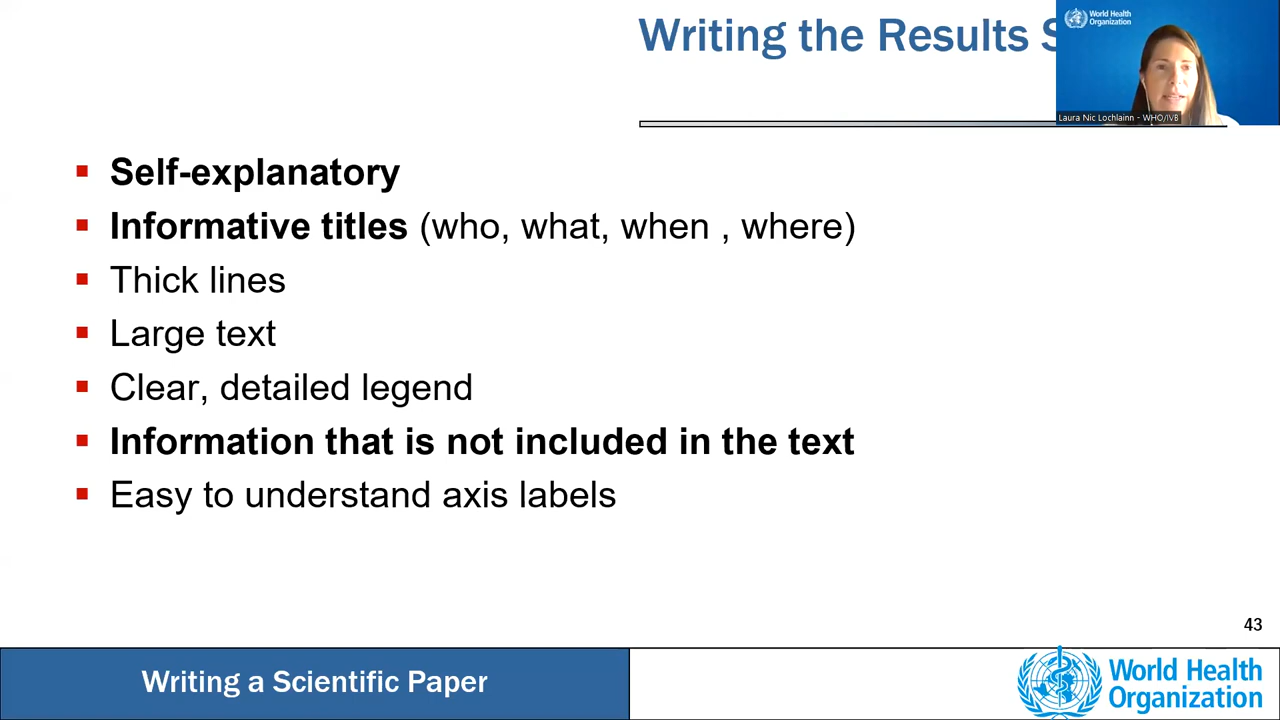 Writing the Results S
World Health
Organization
Laura Nic Lochlainn - WHO/IVB
Self-explanatory
Informative titles (who, what, when , where)
Thick lines
Large text
Clear, detailed legend
Information that is not included in the text
Easy to understand axis labels
43
Writing a Scientific Paper
World Health
Organization